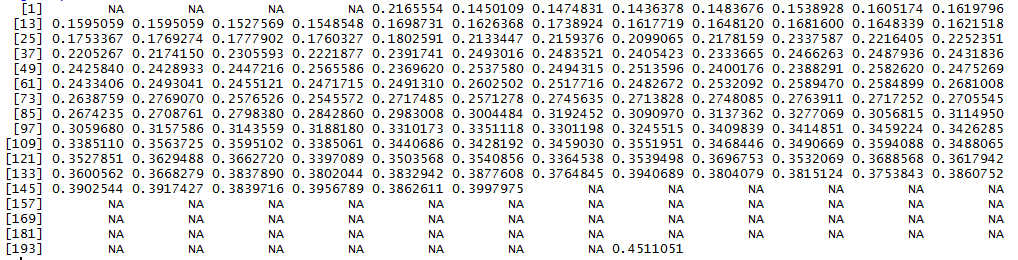 [1] NA NA NA NA 0.2165554 0.1450109 0.1474831 0.1436378 0.1483676 0.1538928 0.1605174 0.1619796
[13] 0.1595059 0.1595059 0.1527569 0.1548548 0.1698731 0.1626368 0.1738924 0.1617719 0.1648120 0.1681600 0.1648339 0.1621518
[25] 0.1753367 0.1769274 0.1777902 0.1760327 0.1802591 0.2133447 0.2159376 0.2099065 0.2178159 0.2337587 0.2216405 0.2252351
[37] 0.2205267 0.2174150 0.2305593 0.2221877 0.2391741 0.2493016 0.2483521 0.2405423 0.2333665 0.2466263 0.2487936 0.2431836
[49] 0.2425840 0.2428933 0.2447216 0.2565586 0.2369620 0.2537580 0.2494315 0.2513596 0.2400176 0.2388291 0.2582620 0.2475269
[61] 0.2433406 0.2493041 0.2455121 0.2471715 0.2491310 0.2602502 0.2517716 0.2482672 0.2532092 0.2589470 0.2584899 0.2681008
[73] 0.2638759 0.2769070 0.2576526 0.2545572 0.2717485 0.2571278 0.2745635 0.2713828 0.2748085 0.2763911 0.2717252 0.2705545
[85] 0.2674235 0.2708761 0.2798380 0.2842860 0.2983008 0.3004484 0.3192452 0.3090970 0.3137362 0.3277069 0.3056815 0.3114950
[97] 0.3059680 0.3157586 0.3143559 0.3188180 0.3310173 0.3351118 0.3301198 0.3245515 0.3409839 0.3414851 0.3459224 0.3426285
[109] 0.3385110 0.3563725 0.3595102 0.3385061 0.3440686 0.3428192 0.3459030 0.3551951 0.3468446 0.3490669 0.3594088 0.3488065
[121] 0.3527851 0.3629488 0.3662720 0.3397089 0.3503568 0.3540856 0.3364538 0.3539498 0.3696753 0.3532069 0.3688568 0.3617942
[133] 0.3600562 0.3668279 0.3837890 0.3802044 0.3832942 0.3877608 0.3764845 0.3940689 0.3804079 0.3815124 0.3753843 0.3860752
[145] 0.3902544 0.3917427 0.3839716 0.3956789 0.3862611 0.3997975 NA NA NA NA NA NA
[157] NA NA NA NA NA NA NA NA NA NA NA NA
[169] NA NA NA NA NA NA NA NA NA NA NA NA
[181] NA NA NA NA NA NA NA NA NA NA NA NA
[193] NA NA NA NA NA NA NA 0.4511051